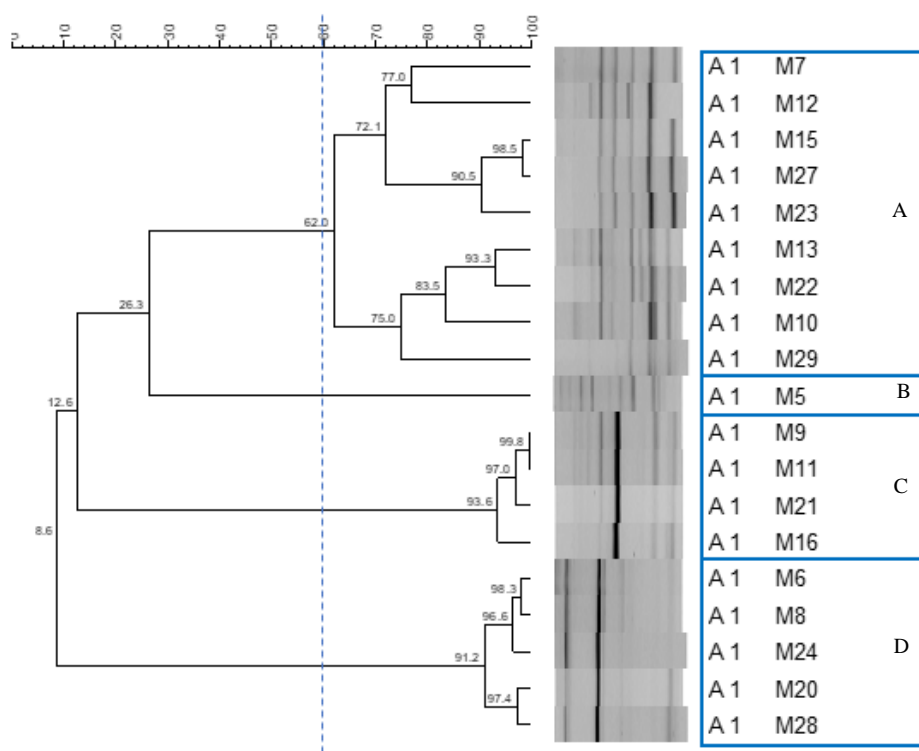 0 10 20 30 40 50 60 70 80 90 100
A 1 M7
77.0
A 1 M12
72.1
A 1 M15
98.5
A 1 M27
90.5
A 1 M23
A
62.0
A 1 M13
93.3
A 1 M22
83.5
A 1 M10
75.0
26.3
A 1 M29
A 1 M5
B
12.6
A 1 M9
99.8
A 1 M11
97.0
C
A 1 M21
93.6
8.6
A 1 M16
A 1 M6
98.3
A 1 M8
96.6
A 1 M24
D
91.2
A 1 M20
97.4
A 1 M28